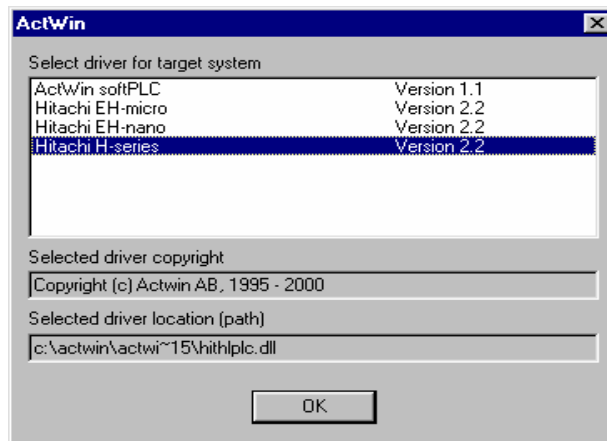 ActWin
Select driver for target system
ActWin softPLC Version 1.1
Hitachi EH-micro Version 2.2
Hitachi EH-nano Version 2.2
Hitachi H-series Version 2.2
Selected driver copyright
Copyright (c) Actwin AB, 1995 - 2000
Selected driver location (path)
c:\actwin\actwi~15\hithlplc.dll
OK